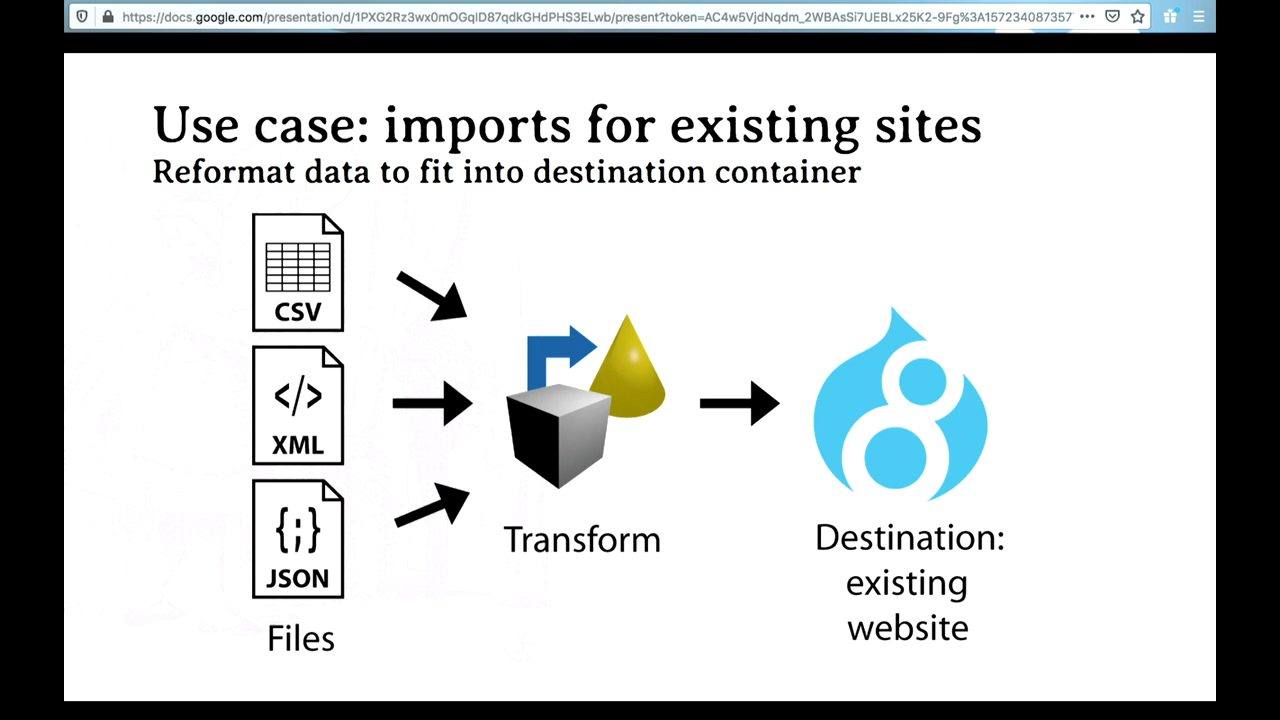 https://docs.google.com/presentation/d/1PXG2Rz3wx0mOGqID87qdkGHdPHS3ELwb/present?token=AC4w5VjdNqdm_2WBAsSi7UEBLx25K2-9Fg%3A1572340873577
Use case: imports for existing sites
Reformat data to fit into destination container
CSV
XML
JSON
Files
Transform
Destination:
existing
website